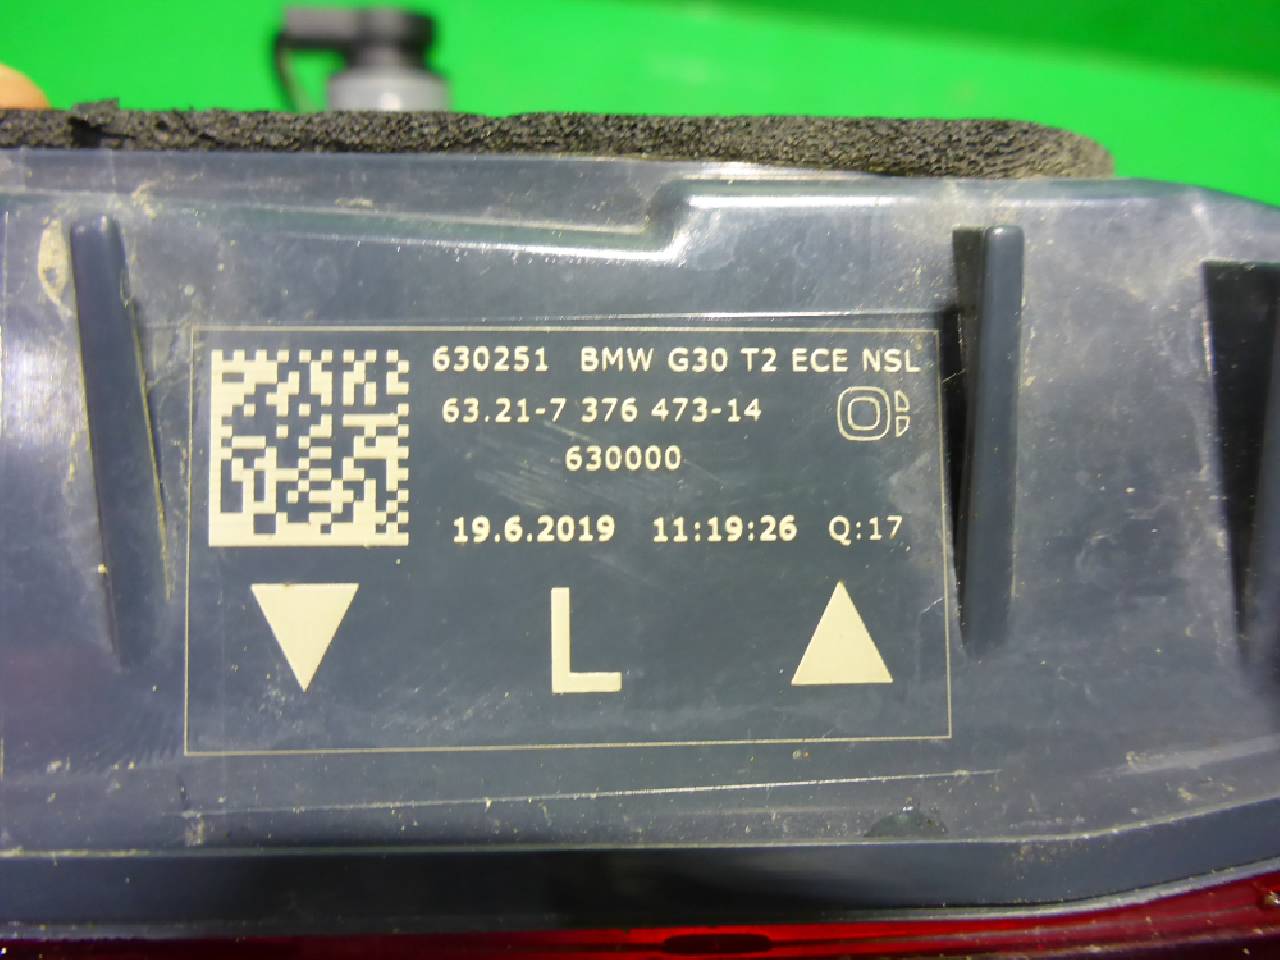 630251 BMW G30 T2 ECE NSL
63.21-7 376 473-14
630000
19.6.2019 11:19:26 Q:17
L